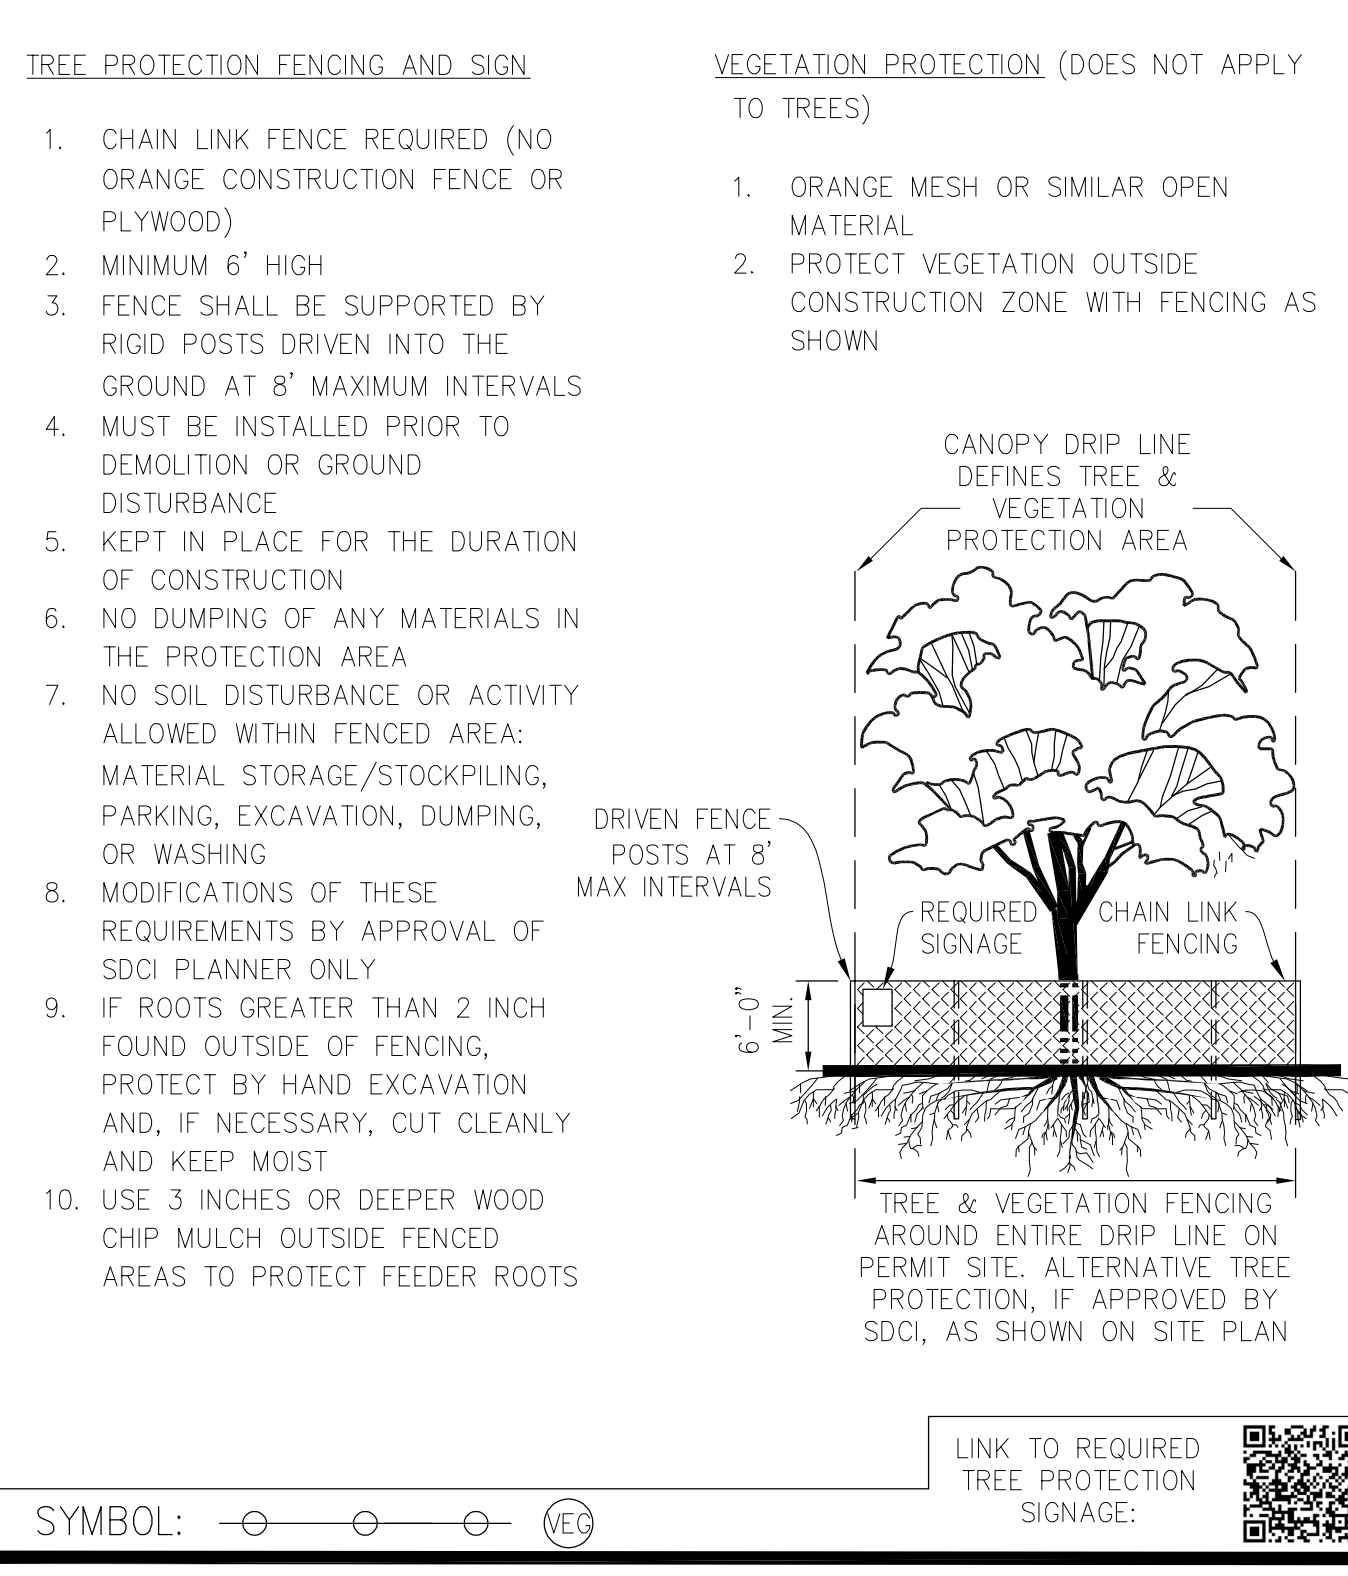 TREE PROTECTION FENCING AND SIGN
1. CHAIN LINK FENCE REQUIRED (NO
ORANGE CONSTRUCTION FENCE OR
PLYWOOD)
2. MINIMUM 6' HIGH
3. FENCE SHALL BE SUPPORTED BY
RIGID POSTS DRIVEN INTO THE
GROUND AT 8' MAXIMUM INTERVALS
4. MUST BE INSTALLED PRIOR TO
DEMOLITION OR GROUND
DISTURBANCE
5. KEPT IN PLACE FOR THE DURATION
OF CONSTRUCTION
6. NO DUMPING OF ANY MATERIALS IN
THE PROTECTION AREA
7. NO SOIL DISTURBANCE OR ACTIVITY
ALLOWED WITHIN FENCED AREA:
MATERIAL STORAGE/STOCKPILING,
PARKING, EXCAVATION, DUMPING,
OR WASHING
8. MODIFICATIONS OF THESE
REQUIREMENTS BY APPROVAL OF
SDCI PLANNER ONLY
9. IF ROOTS GREATER THAN 2 INCH
FOUND OUTSIDE OF FENCING,
PROTECT BY HAND EXCAVATION
AND, IF NECESSARY, CUT CLEANLY
AND KEEP MOIST
10. USE 3 INCHES OR DEEPER WOOD
CHIP MULCH OUTSIDE FENCED
AREAS TO PROTECT FEEDER ROOTS
VEGETATION PROTECTION (DOES NOT APPLY
TO TREES)
1. ORANGE MESH OR SIMILAR OPEN
MATERIAL
2. PROTECT VEGETATION OUTSIDE
CONSTRUCTION ZONE WITH FENCING AS
SHOWN
CANOPY DRIP LINE
DEFINES TREE &
VEGETATION
PROTECTION AREA
DRIVEN FENCE
POSTS AT 8'
MAX INTERVALS
REQUIRED
SIGNAGE
CHAIN LINK
FENCING
6'-0"
MIN.
TREE & VEGETATION FENCING
AROUND ENTIRE DRIP LINE ON
PERMIT SITE. ALTERNATIVE TREE
PROTECTION, IF APPROVED BY
SDCI, AS SHOWN ON SITE PLAN
LINK TO REQUIRED
TREE PROTECTION
SIGNAGE:
SYMBOL:
VEG